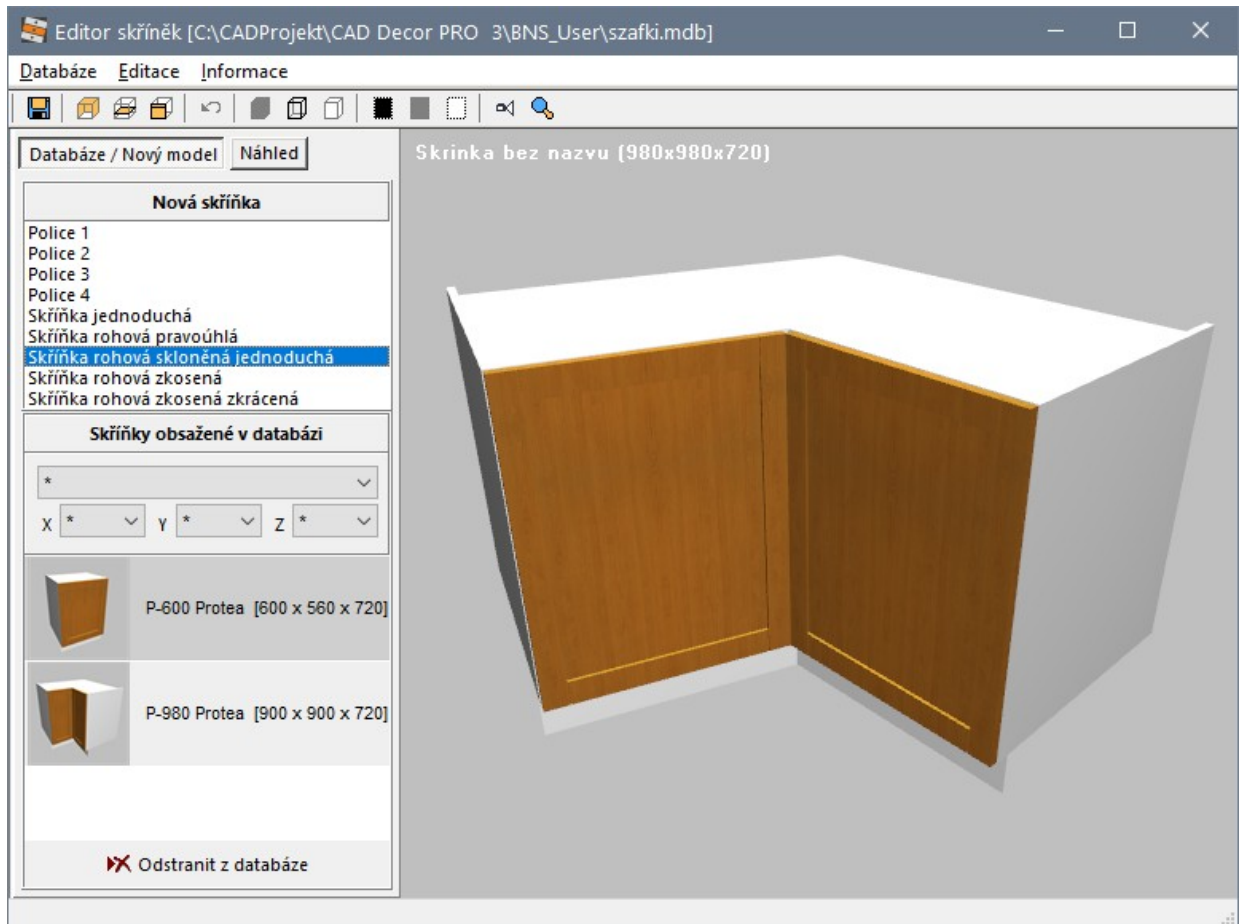 Editor skříněk [C:\CADProjekt\CAD Decor PRO  3\BNS_User\szafki.mdb]
Databáze Editace Informace
Databáze / Nový model Náhled
Skrinka bez nazvu (980x980x720)
Nová skříňka
Police 1
Police 2
Police 3
Police 4
Skříňka jednoduchá
Skříňka rohová pravoúhlá
Skříňka rohová skloněná jednoduchá
Skříňka rohová zkosená
Skříňka rohová zkosená zkrácená
Skříňky obsažené v databázi
*
X * Y * Z *
P-600 Protea [600 x 560 x 720]
P-980 Protea [900 x 900 x 720]
Odstranit z databáze